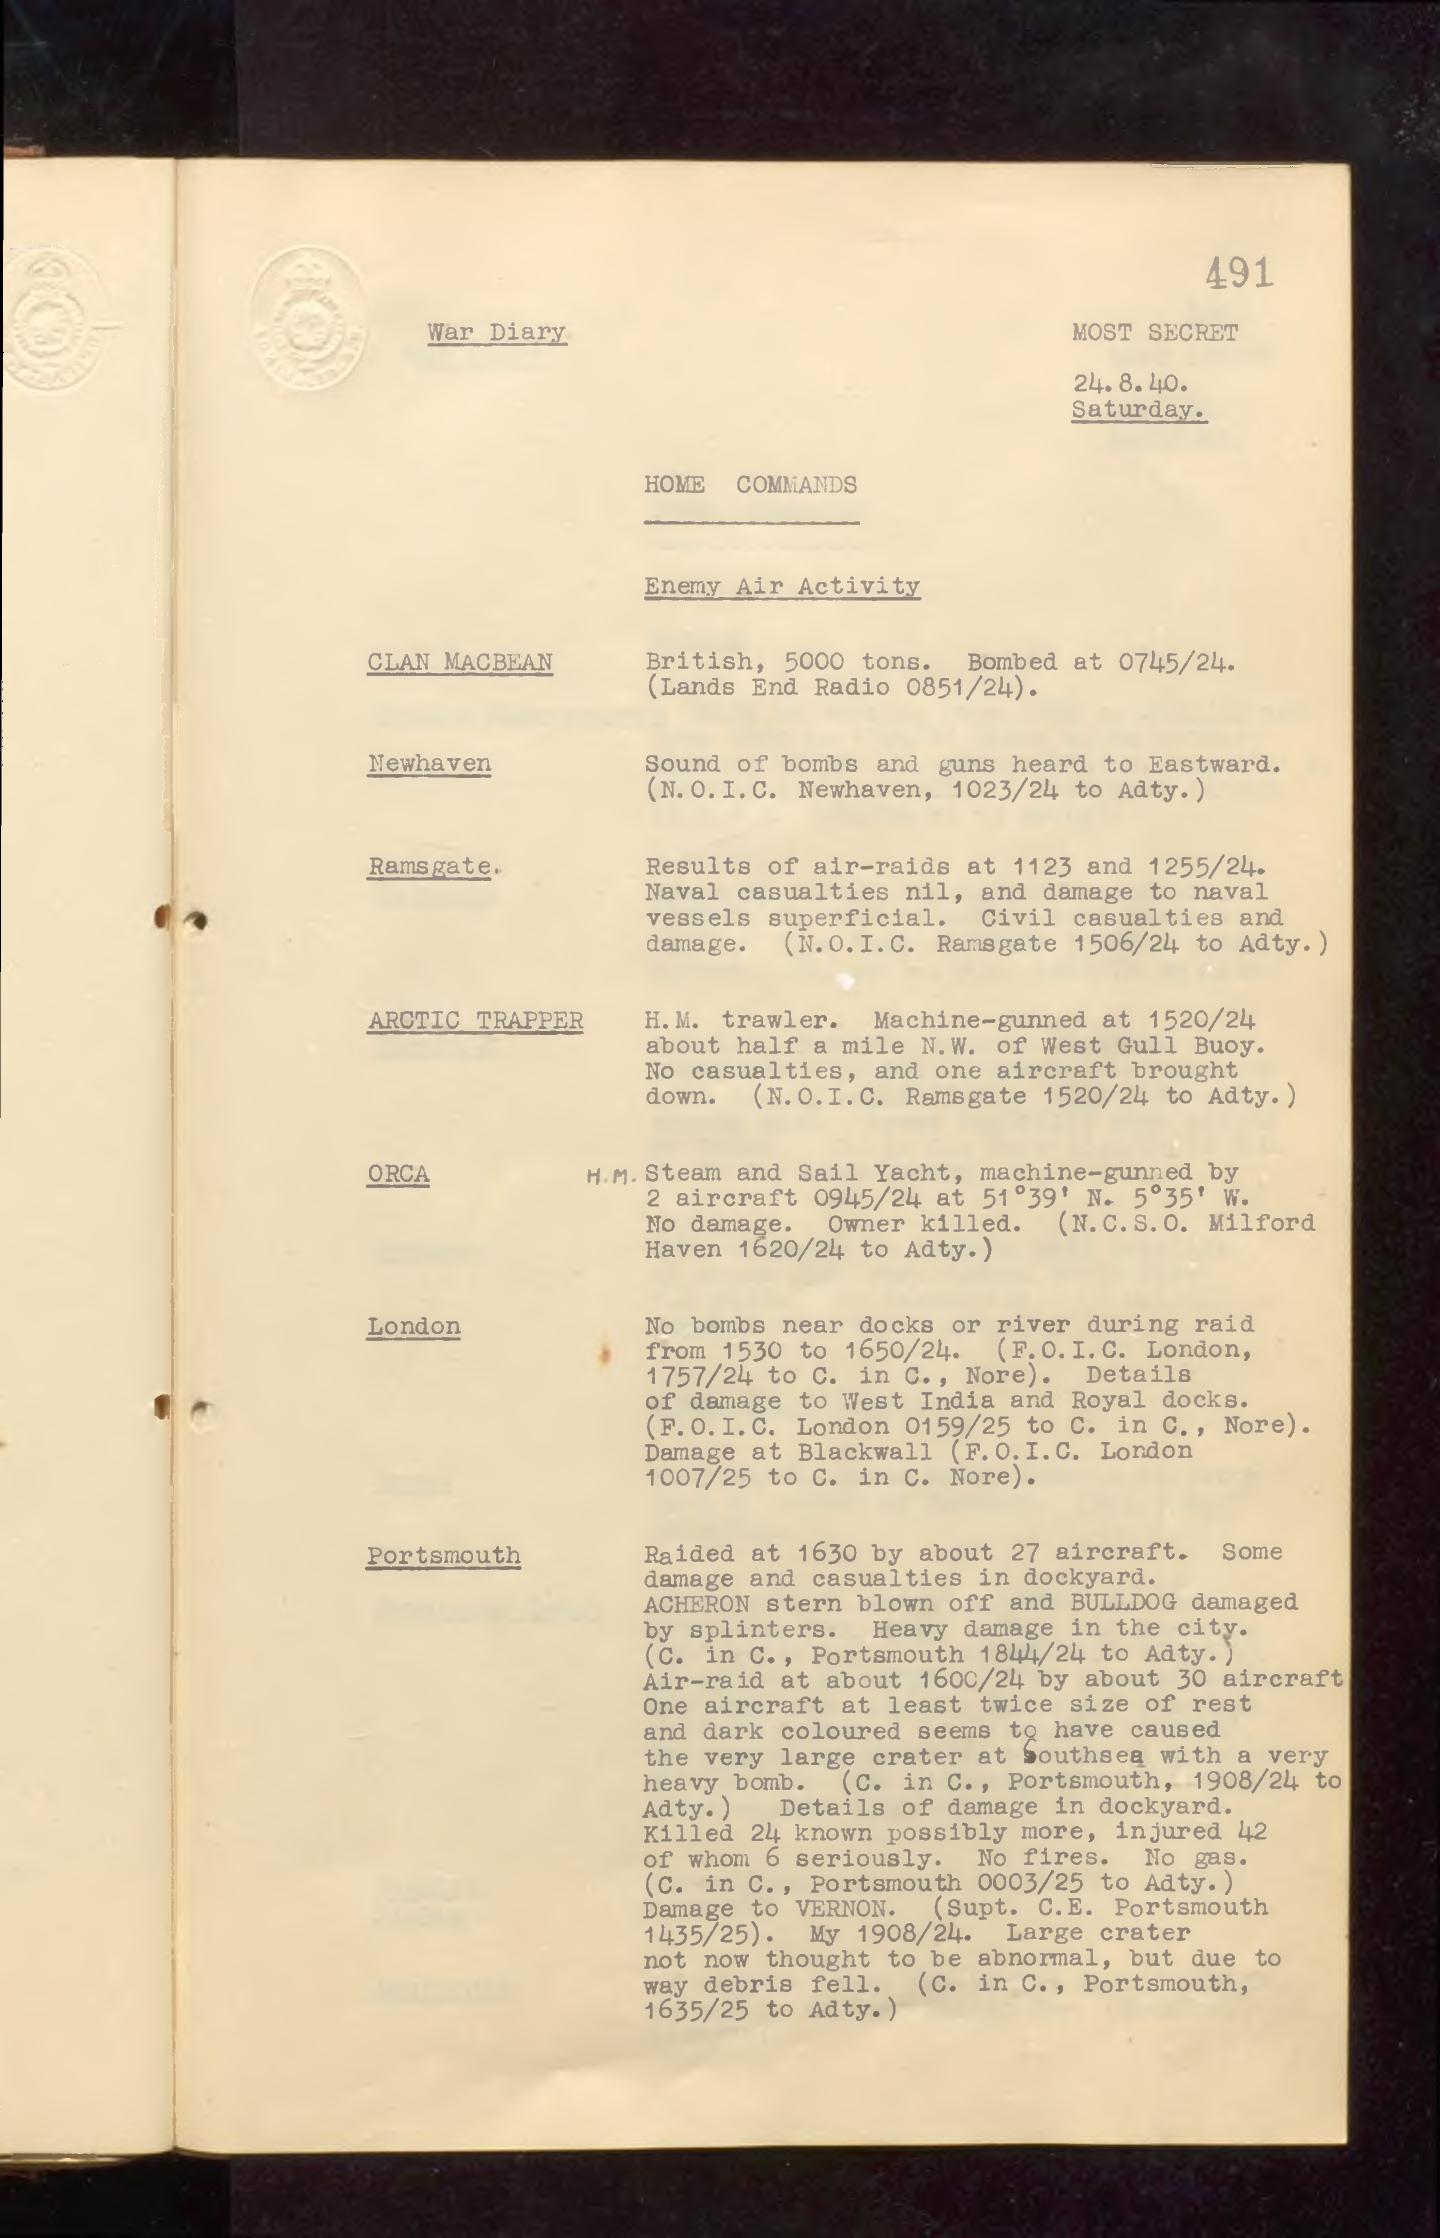 491
War Diary
MOST SECRET
24.8.40.
Saturday.
HOME COMMANDS
Enemy Air Activity
CLAN MACBEAN British, 5000 tons. Bombed at 0745/24.
(Lands End Radio 0851/24).
Newhaven Sound of bombs and guns heard to Eastward.
(N.O.I.C. Newhaven, 1023/24 to Adty.)
Ramsgate. Results of air-raids at 1123 and 1255/24.
Naval casualties nil, and damage to naval
vessels superficial. Civil casualties and
damage. (N.O.I.C. Ramsgate 1506/24 to Adty.)
ARCTIC TRAPPER H.M. trawler. Machine-gunned at 1520/24
about half a mile N.W. of West Gull Buoy.
No casualties, and one aircraft brought
down. (N.O.I.C. Ramsgate 1520/24 to Adty.)
ORCA H.M. Steam and Sail Yacht, machine-gunned by
2 aircraft 0945/24 at 51°39' N. 5°35' W.
No damage. Owner killed. (N.C.S.O. Milford
Haven 1620/24 to Adty.)
London No bombs near docks or river during raid
from 1530 to 1650/24. (F.O.I.C. London,
1757/24 to C. in C., Nore). Details
of damage to West India and Royal docks.
(F.O.I.C. London 0159/25 to C. in C., Nore).
Damage at Blackwall (F.O.I.C. London
1007/25 to C. in C. Nore).
Portsmouth Raided at 1630 by about 27 aircraft. Some
damage and casualties in dockyard.
ACHERON stern blown off and BULLDOG damaged
by splinters. Heavy damage in the city.
(C. in C., Portsmouth 1844/24 to Adty.)
Air-raid at about 1600/24 by about 30 aircraft
One aircraft at least twice size of rest
and dark coloured seems to have caused
the very large crater at Southsea with a very
heavy bomb. (C. in C., Portsmouth, 1908/24 to
Adty.) Details of damage in dockyard.
Killed 24 known possibly more, injured 42
of whom 6 seriously. No fires. No gas.
(C. in C., Portsmouth 0003/25 to Adty.)
Damage to VERNON. (Supt. C.E. Portsmouth
1435/25). My 1908/24. Large crater
not now thought to be abnormal, but due to
way debris fell. (C. in C., Portsmouth,
1635/25 to Adty.)